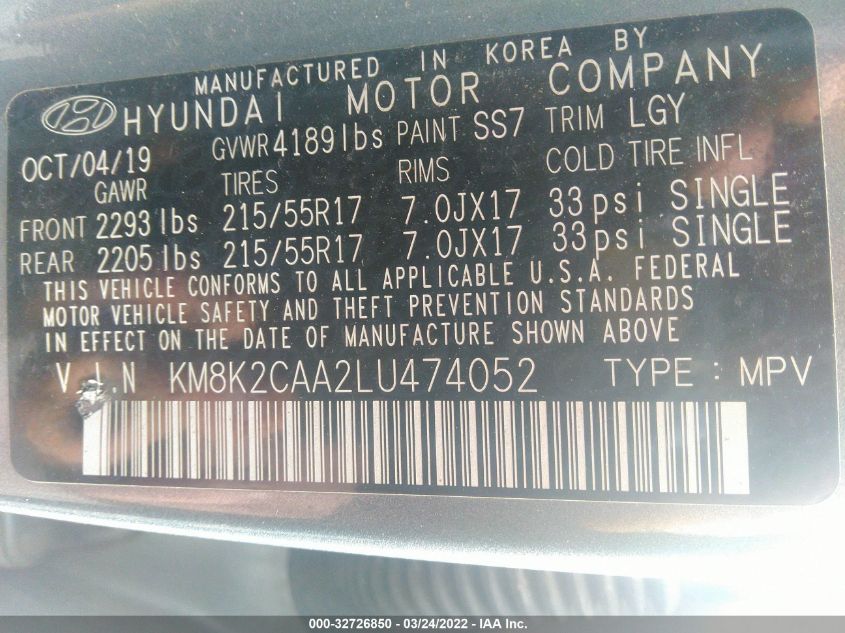 MANUFACTURED IN KOREA BY
HYUNDAI MOTOR COMPANY
OCT/04/19 GVWR 4189lbs PAINT SS7 TRIM LGY
GAWR TIRES RIMS COLD TIRE INFL
FRONT 2293 lbs 215/55R17 7.0JX17 33psi SINGLE
REAR 2205 lbs 215/55R17 7.0JX17 33psi SINGLE
THIS VEHICLE CONFORMS TO ALL APPLICABLE U.S.A. FEDERAL
MOTOR VEHICLE SAFETY AND THEFT PREVENTION STANDARDS
IN EFFECT ON THE DATE OF MANUFACTURE SHOWN ABOVE
V.I.N KM8K2CAA2LU474052 TYPE : MPV
000-32726850 — 03/24/2022 — IAA Inc.